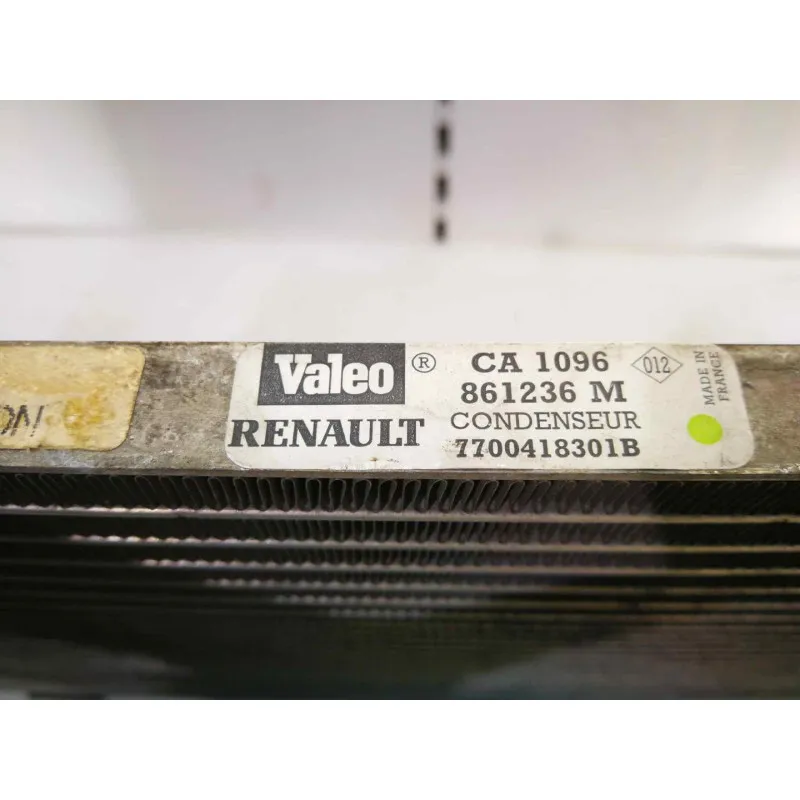 Valeo ® CA 1096 012
861236 M
RENAULT CONDENSEUR
7700418301B
MADE IN
FRANCE